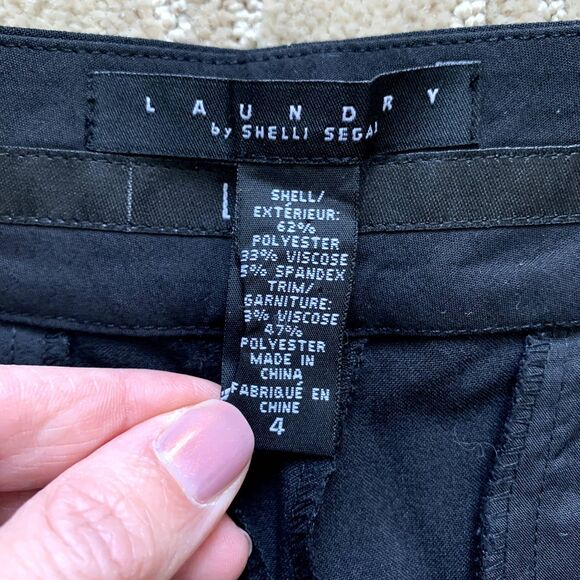 LAUNDRY
by SHELLI SEGAL
L
SHELL/
EXTÉRIEUR:
62%
POLYESTER
33% VISCOSE
5% SPANDEX
TRIM/
GARNITURE:
3% VISCOSE
47%
POLYESTER
MADE IN
CHINA
FABRIQUÉ EN
CHINE
4